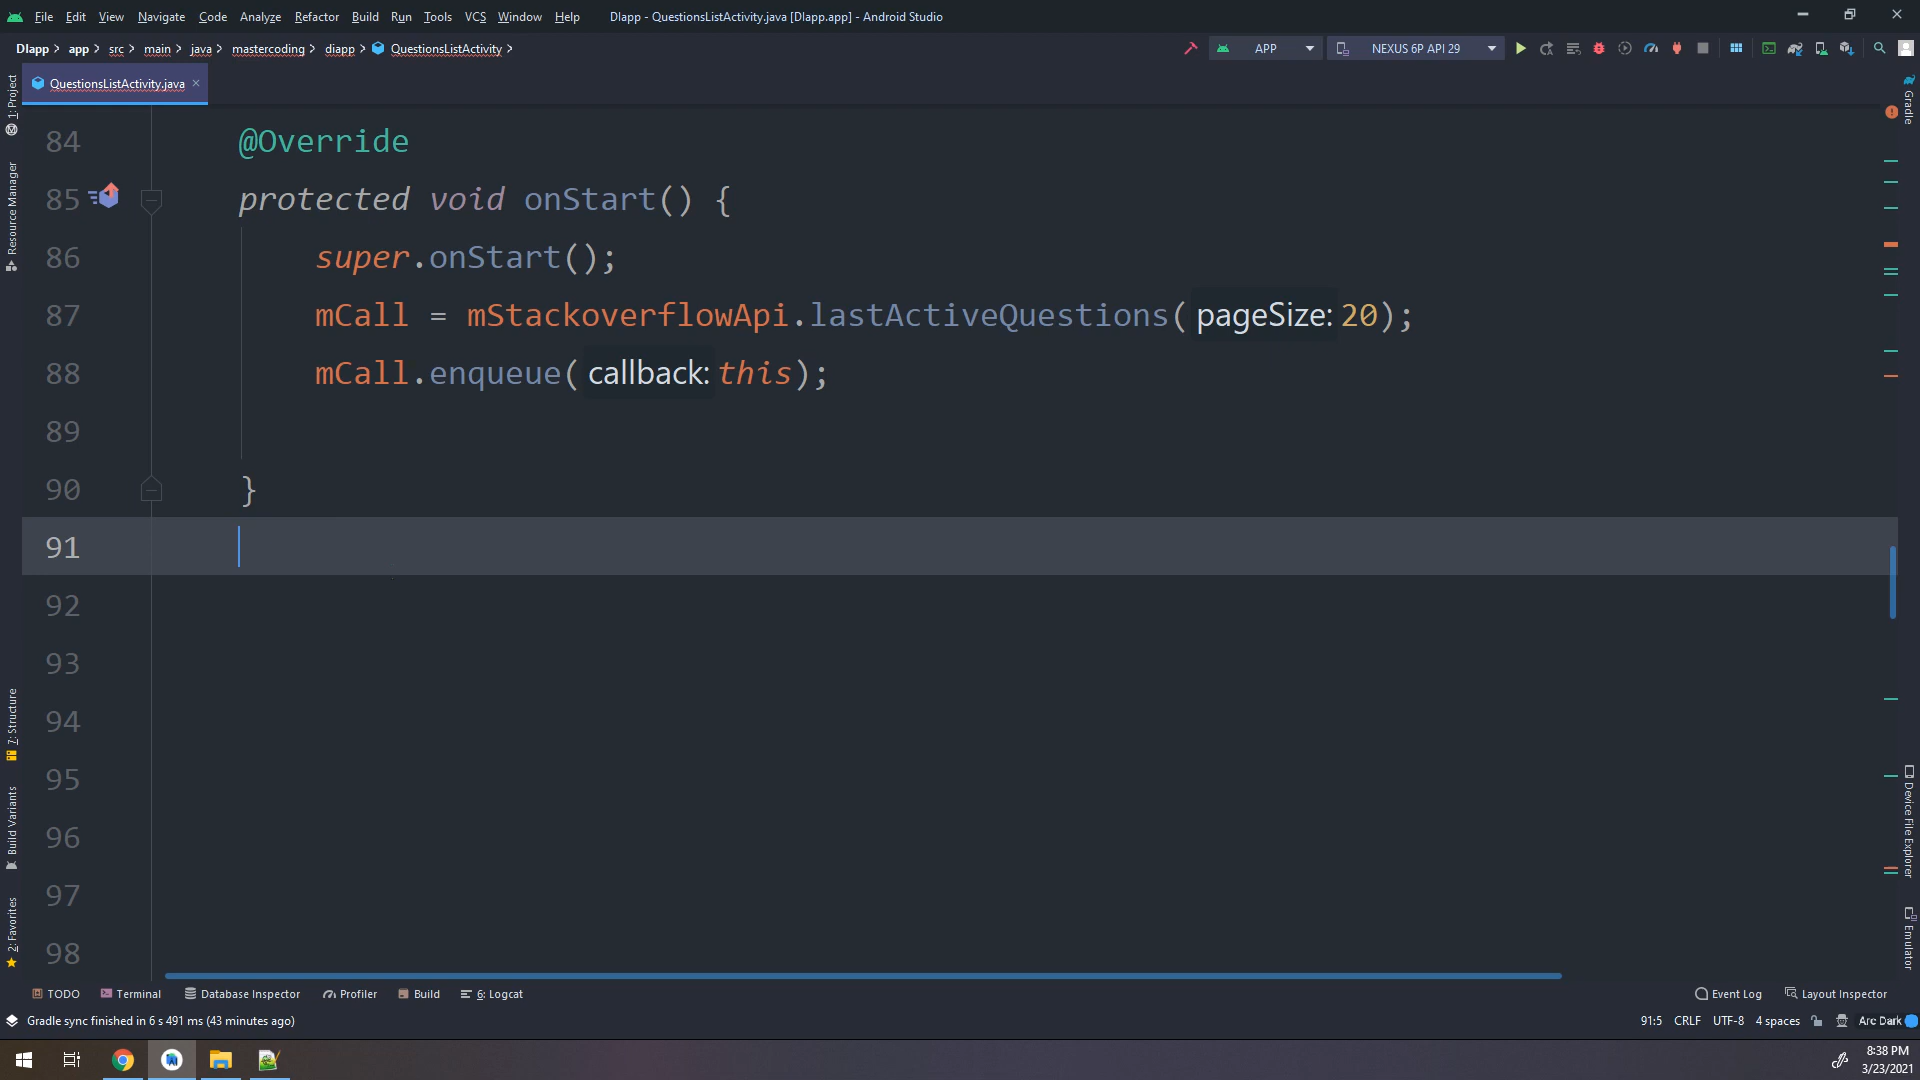 File Edit View Navigate Code Analyze Refactor Build Run Tools VCS Window Help DIapp - QuestionsListActivity.java [DIapp.app] - Android Studio
DIapp app src main java mastercoding diapp QuestionsListActivity
APP NEXUS 6P API 29
QuestionsListActivity.java
1: Project
Resource Manager
7: Structure
Build Variants
2: Favorites
84 @Override
85 protected void onStart() {
86 super.onStart();
87 mCall = mStackoverflowApi.lastActiveQuestions( pageSize: 20);
88 mCall.enqueue( callback: this);
89
90 }
91
92
93
94
95
96
97
98
Gradle
Device File Explorer
Emulator
TODO Terminal Database Inspector Profiler Build 6: Logcat Event Log Layout Inspector
Gradle sync finished in 6 s 491 ms (43 minutes ago) 91:5 CRLF UTF-8 4 spaces Arc Dark
8:38 PM
3/23/2021